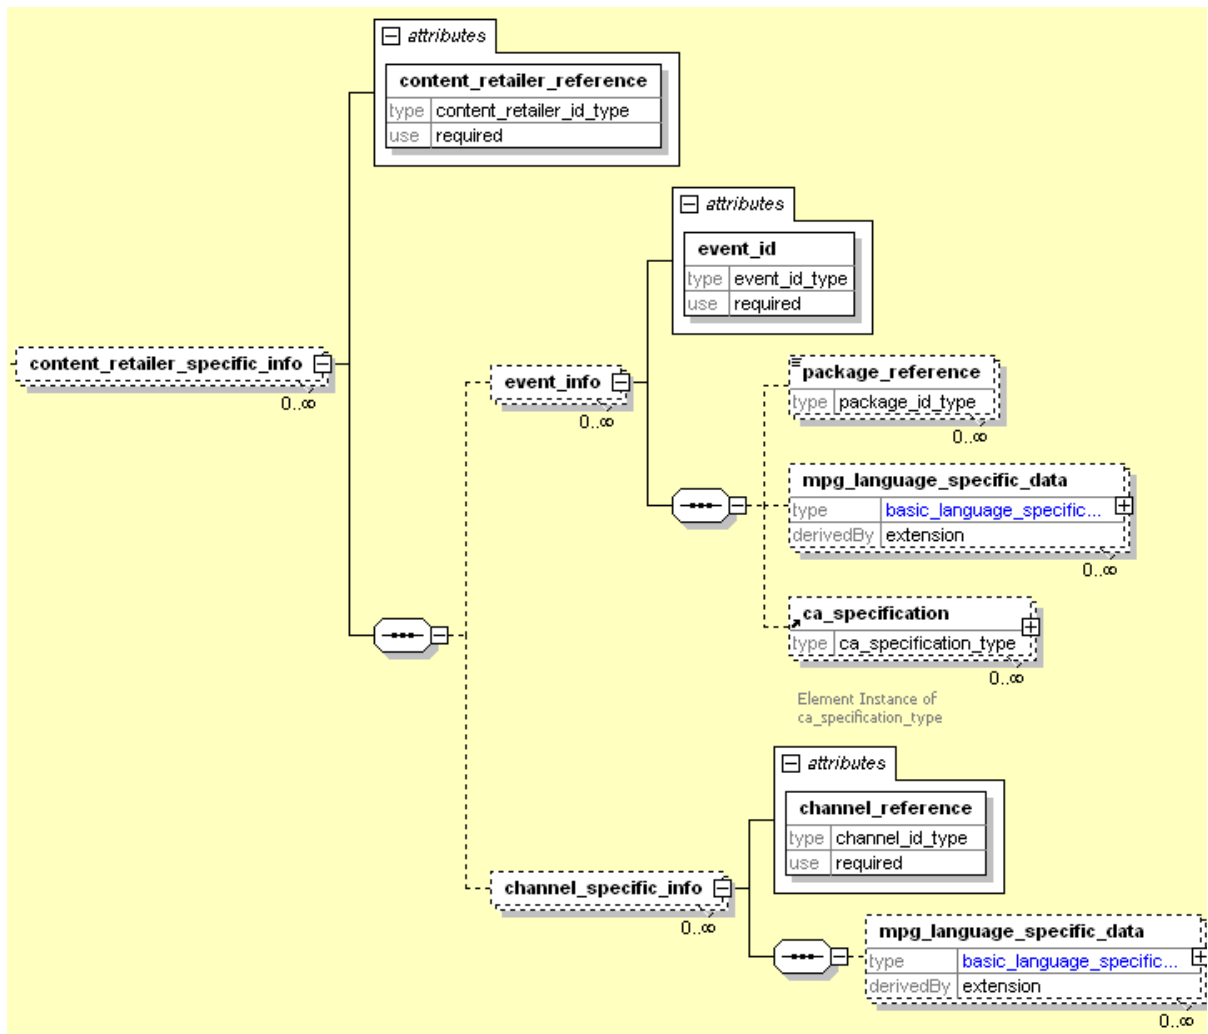 attributes
content_retailer_reference
type content_retailer_id_type
use required
attributes
event_id
type event_id_type
use required
content_retailer_specific_info
0..∞
event_info
0..∞
package_reference
type package_id_type
0..∞
mpg_language_specific_data
type basic_language_specific...
derivedBy extension
0..∞
ca_specification
type ca_specification_type
0..∞
Element Instance of
ca_specification_type
attributes
channel_reference
type channel_id_type
use required
channel_specific_info
0..∞
mpg_language_specific_data
type basic_language_specific...
derivedBy extension
0..∞